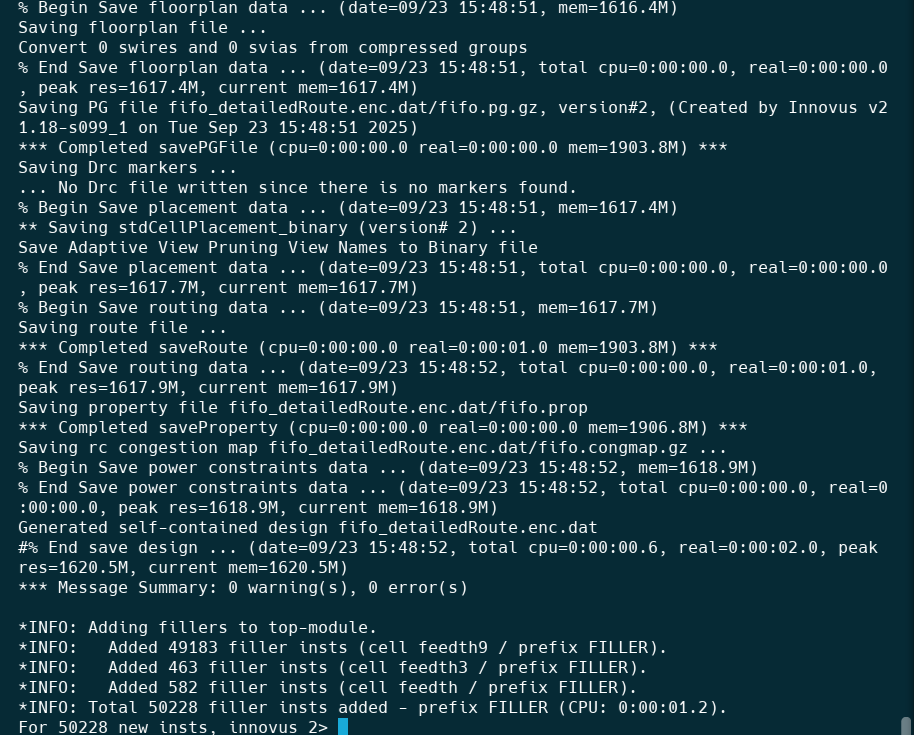 % Begin Save floorplan data ... (date=09/23 15:48:51, mem=1616.4M)
Saving floorplan file ...
Convert 0 swires and 0 svias from compressed groups
% End Save floorplan data ... (date=09/23 15:48:51, total cpu=0:00:00.0, real=0:00:00.0
, peak res=1617.4M, current mem=1617.4M)
Saving PG file fifo_detailedRoute.enc.dat/fifo.pg.gz, version#2, (Created by Innovus v2
1.18-s099_1 on Tue Sep 23 15:48:51 2025)
*** Completed savePGFile (cpu=0:00:00.0 real=0:00:00.0 mem=1903.8M) ***
Saving Drc markers ...
... No Drc file written since there is no markers found.
% Begin Save placement data ... (date=09/23 15:48:51, mem=1617.4M)
** Saving stdCellPlacement_binary (version# 2) ...
Save Adaptive View Pruning View Names to Binary file
% End Save placement data ... (date=09/23 15:48:51, total cpu=0:00:00.0, real=0:00:00.0
, peak res=1617.7M, current mem=1617.7M)
% Begin Save routing data ... (date=09/23 15:48:51, mem=1617.7M)
Saving route file ...
*** Completed saveRoute (cpu=0:00:00.0 real=0:00:01.0 mem=1903.8M) ***
% End Save routing data ... (date=09/23 15:48:52, total cpu=0:00:00.0, real=0:00:01.0,
peak res=1617.9M, current mem=1617.9M)
Saving property file fifo_detailedRoute.enc.dat/fifo.prop
*** Completed saveProperty (cpu=0:00:00.0 real=0:00:00.0 mem=1906.8M) ***
Saving rc congestion map fifo_detailedRoute.enc.dat/fifo.congmap.gz ...
% Begin Save power constraints data ... (date=09/23 15:48:52, mem=1618.9M)
% End Save power constraints data ... (date=09/23 15:48:52, total cpu=0:00:00.0, real=0
:00:00.0, peak res=1618.9M, current mem=1618.9M)
Generated self-contained design fifo_detailedRoute.enc.dat
#% End save design ... (date=09/23 15:48:52, total cpu=0:00:00.6, real=0:00:02.0, peak
res=1620.5M, current mem=1620.5M)
*** Message Summary: 0 warning(s), 0 error(s)

*INFO: Adding fillers to top-module.
*INFO:   Added 49183 filler insts (cell feedth9 / prefix FILLER).
*INFO:   Added 463 filler insts (cell feedth3 / prefix FILLER).
*INFO:   Added 582 filler insts (cell feedth / prefix FILLER).
*INFO: Total 50228 filler insts added - prefix FILLER (CPU: 0:00:01.2).
For 50228 new insts, innovus 2>